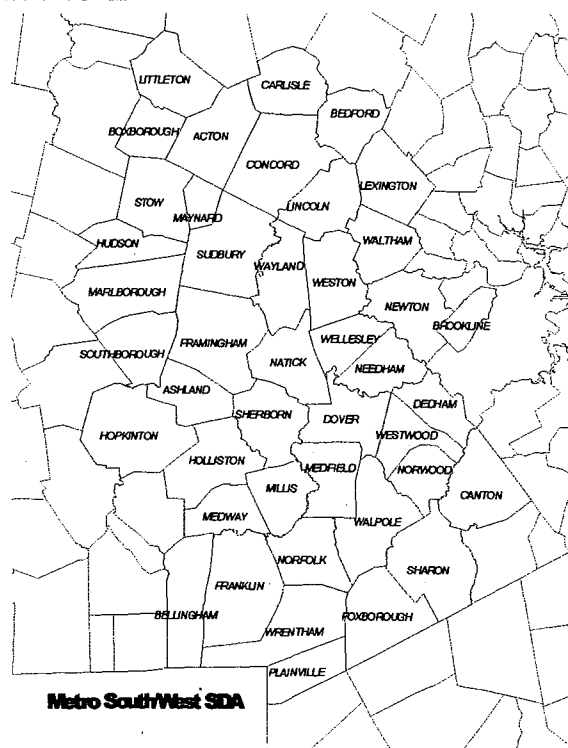 LITTLETON
CARLISLE
BEDFORD
BOXBOROUGH
ACTON
CONCORD
LEXINGTON
STOW
MAYNARD
LINCOLN
HUDSON
SUDBURY
WAYLAND
WALTHAM
WESTON
MARLBOROUGH
NEWTON
BROOKLINE
SOUTHBOROUGH
FRAMINGHAM
NATICK
WELLESLEY
NEEDHAM
ASHLAND
SHERBORN
DOVER
DEDHAM
HOPKINTON
WESTWOOD
HOLLISTON
MEDFIELD
NORWOOD
MILLIS
CANTON
MEDWAY
WALPOLE
NORFOLK
SHARON
FRANKLIN
BELLINGHAM
FOXBOROUGH
WRENTHAM
PLAINVILLE
Metro South/West SDA